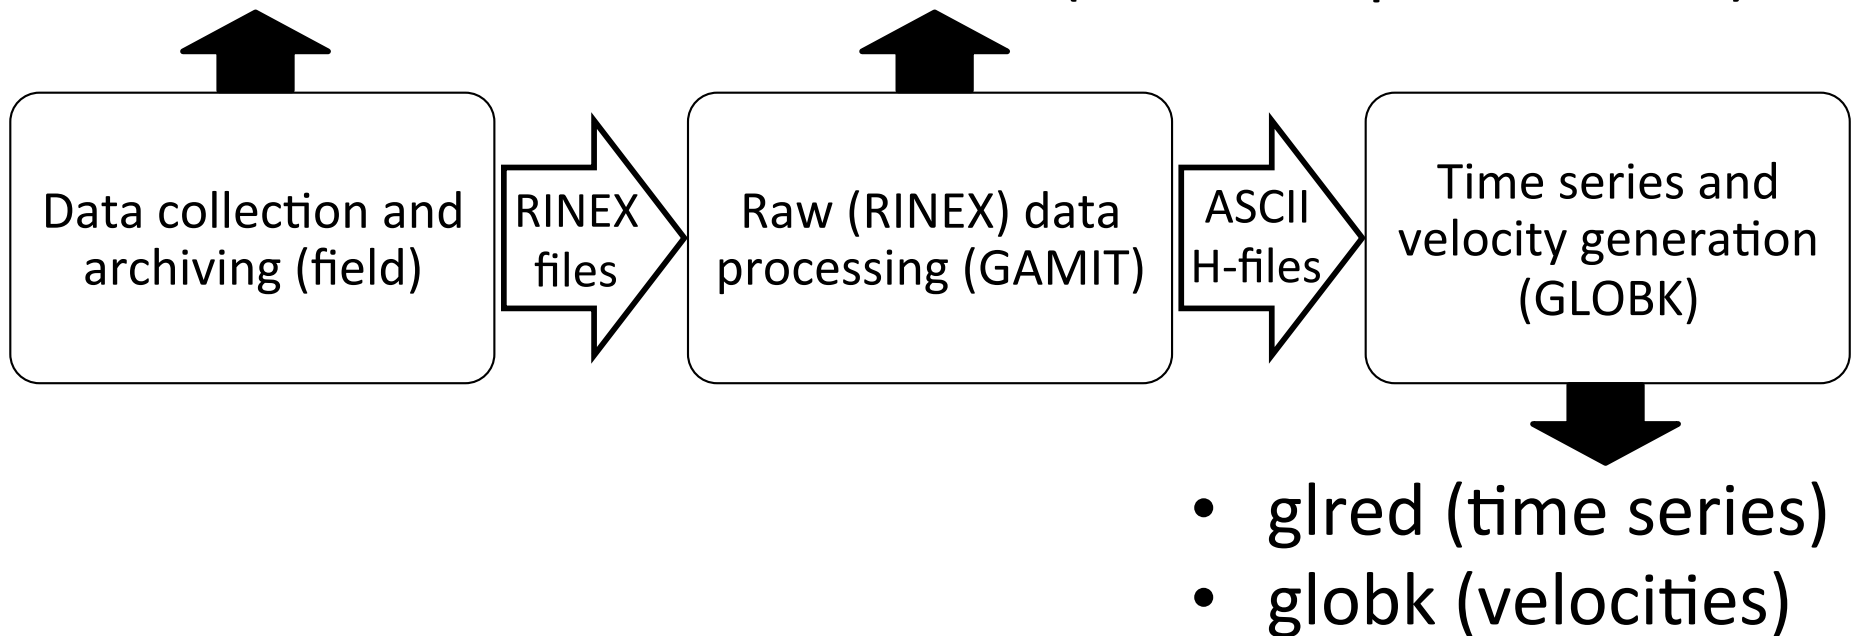 Data collection and
archiving (field)
RINEX
files
Raw (RINEX) data
processing (GAMIT)
ASCII
H-files
Time series and
velocity generation
(GLOBK)
• glred (time series)
• globk (velocities)